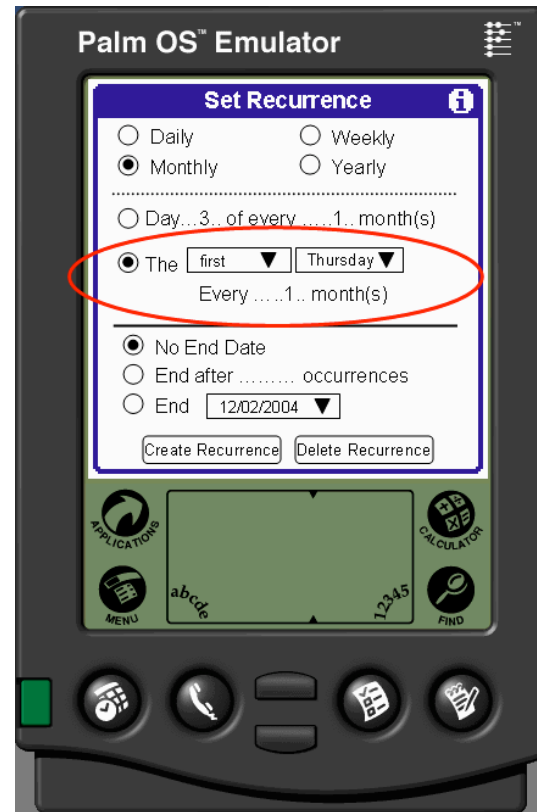 Palm OS™ Emulator
Set Recurrence
Daily Weekly
Monthly Yearly
Day...3.. of every .....1.. month(s)
The first Thursday
Every .....1.. month(s)
No End Date
End after ......... occurrences
End 12/02/2004
Create Recurrence Delete Recurrence
APPLICATIONS
CALCULATOR
MENU
abcde
12345
FIND